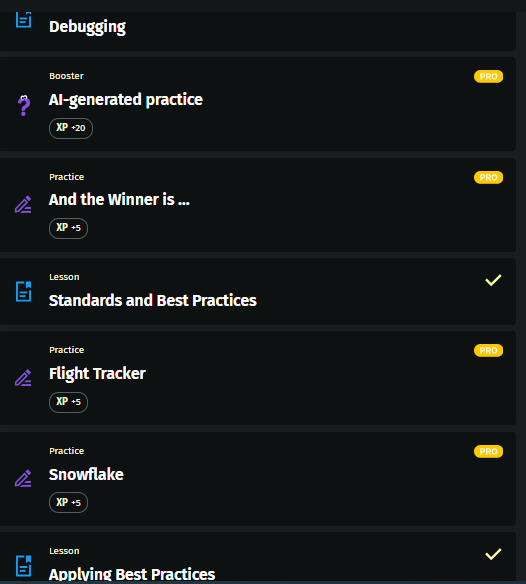 Debugging
Booster
PRO
AI-generated practice
XP +20
Practice
PRO
And the Winner is ...
XP +5
Lesson
Standards and Best Practices
Practice
PRO
Flight Tracker
XP +5
Practice
PRO
Snowflake
XP +5
Lesson
Applying Best Practices